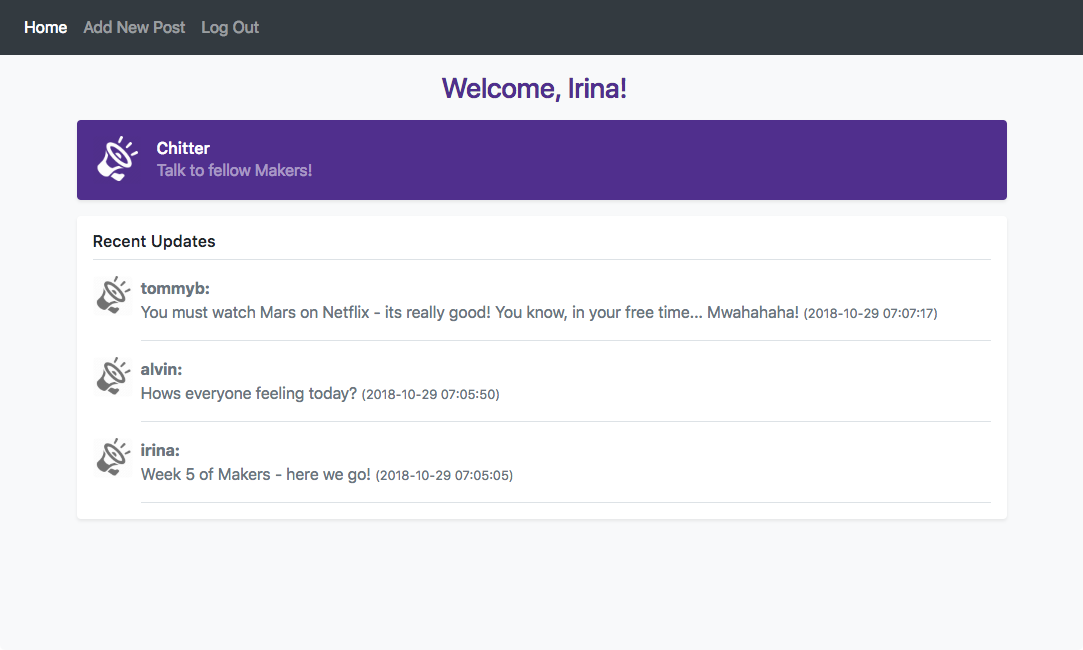 Home Add New Post Log Out
Welcome, Irina!
Chitter
Talk to fellow Makers!
Recent Updates
tommyb:
You must watch Mars on Netflix - its really good! You know, in your free time... Mwahahaha! (2018-10-29 07:07:17)
alvin:
Hows everyone feeling today? (2018-10-29 07:05:50)
irina:
Week 5 of Makers - here we go! (2018-10-29 07:05:05)